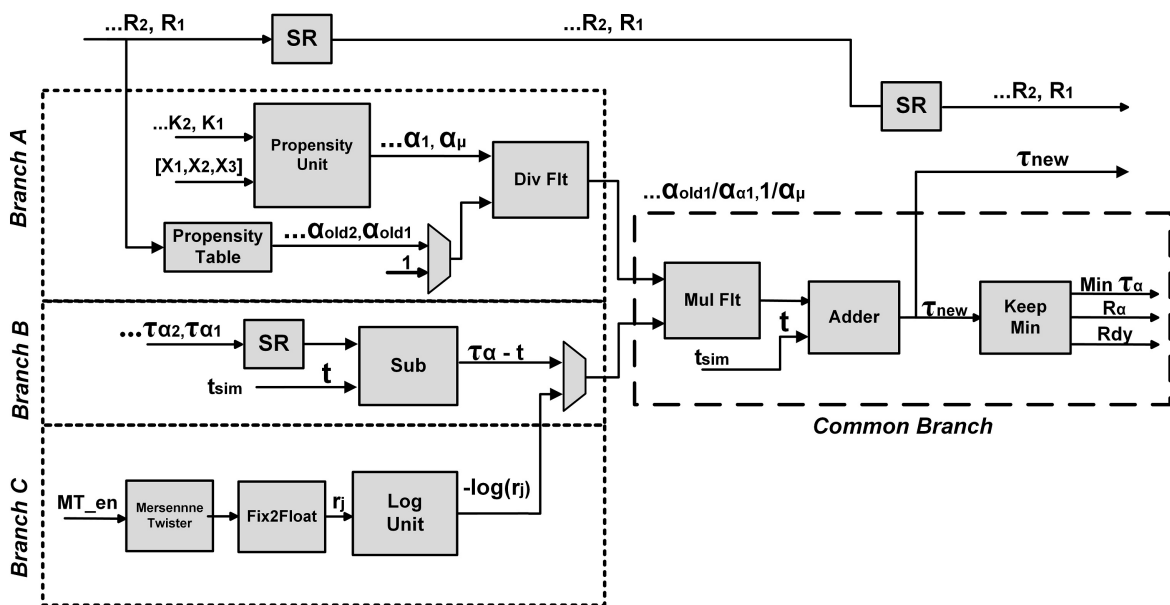 ...R2, R1
SR
...R2, R1
SR
...R2, R1
Branch A
...K2, K1
[X1,X2,X3]
Propensity
Unit
...α1, αμ
Div Flt
Propensity
Table
...αold2,αold1
1
...αold1/αα1,1/αμ
τnew
Branch B
...τα2,τα1
SR
tsim
t
Sub
τα - t
Mul Flt
t
tsim
Adder
τnew
Keep
Min
Min τα
Rα
Rdy
Common Branch
Branch C
MT_en
Mersennne
Twister
Fix2Float
rj
Log
Unit
-log(rj)